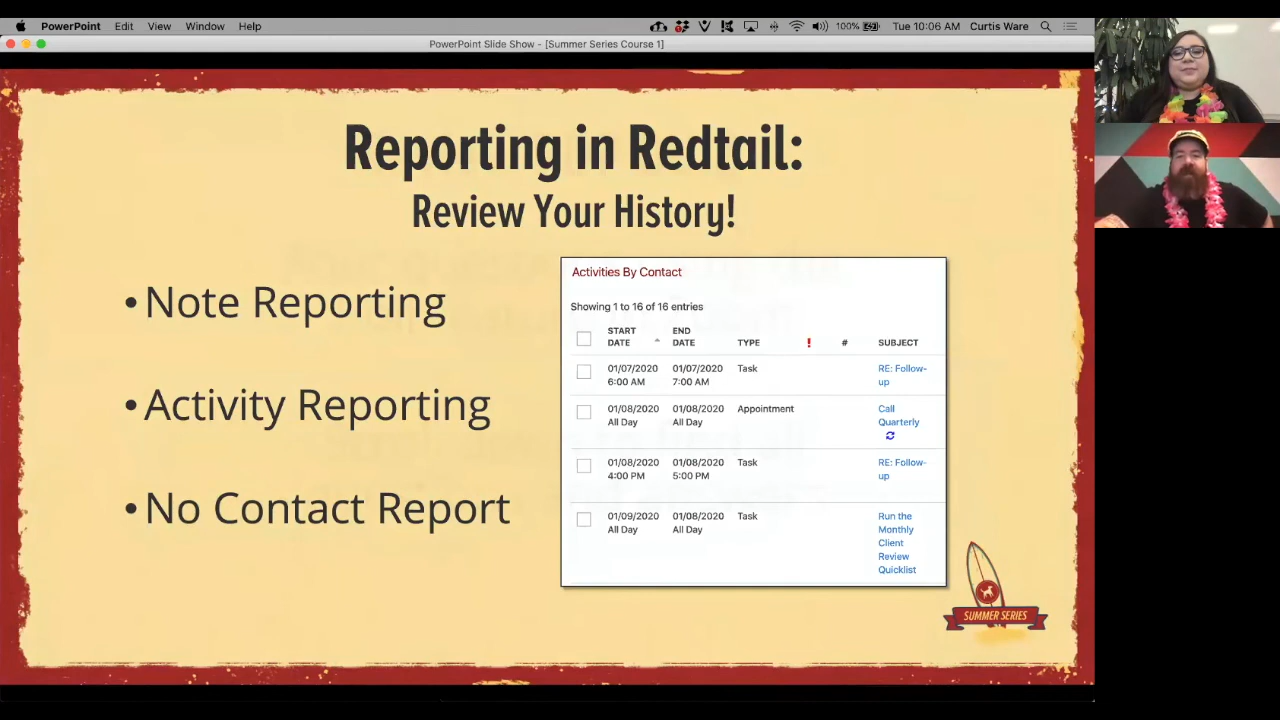 PowerPoint Edit View Window Help 100% Tue 10:06 AM Curtis Ware
PowerPoint Slide Show - [Summer Series Course 1]
Reporting in Redtail:
Review Your History!
• Note Reporting
• Activity Reporting
• No Contact Report
Activities By Contact
Showing 1 to 16 of 16 entries
START DATE END DATE TYPE ! # SUBJECT
01/07/2020 01/07/2020 Task RE: Follow-
6:00 AM 7:00 AM up
01/08/2020 01/08/2020 Appointment Call
All Day All Day Quarterly
01/08/2020 01/08/2020 Task RE: Follow-
4:00 PM 5:00 PM up
01/09/2020 01/08/2020 Task Run the
All Day All Day Monthly
Client
Review
Quicklist
SUMMER SERIES